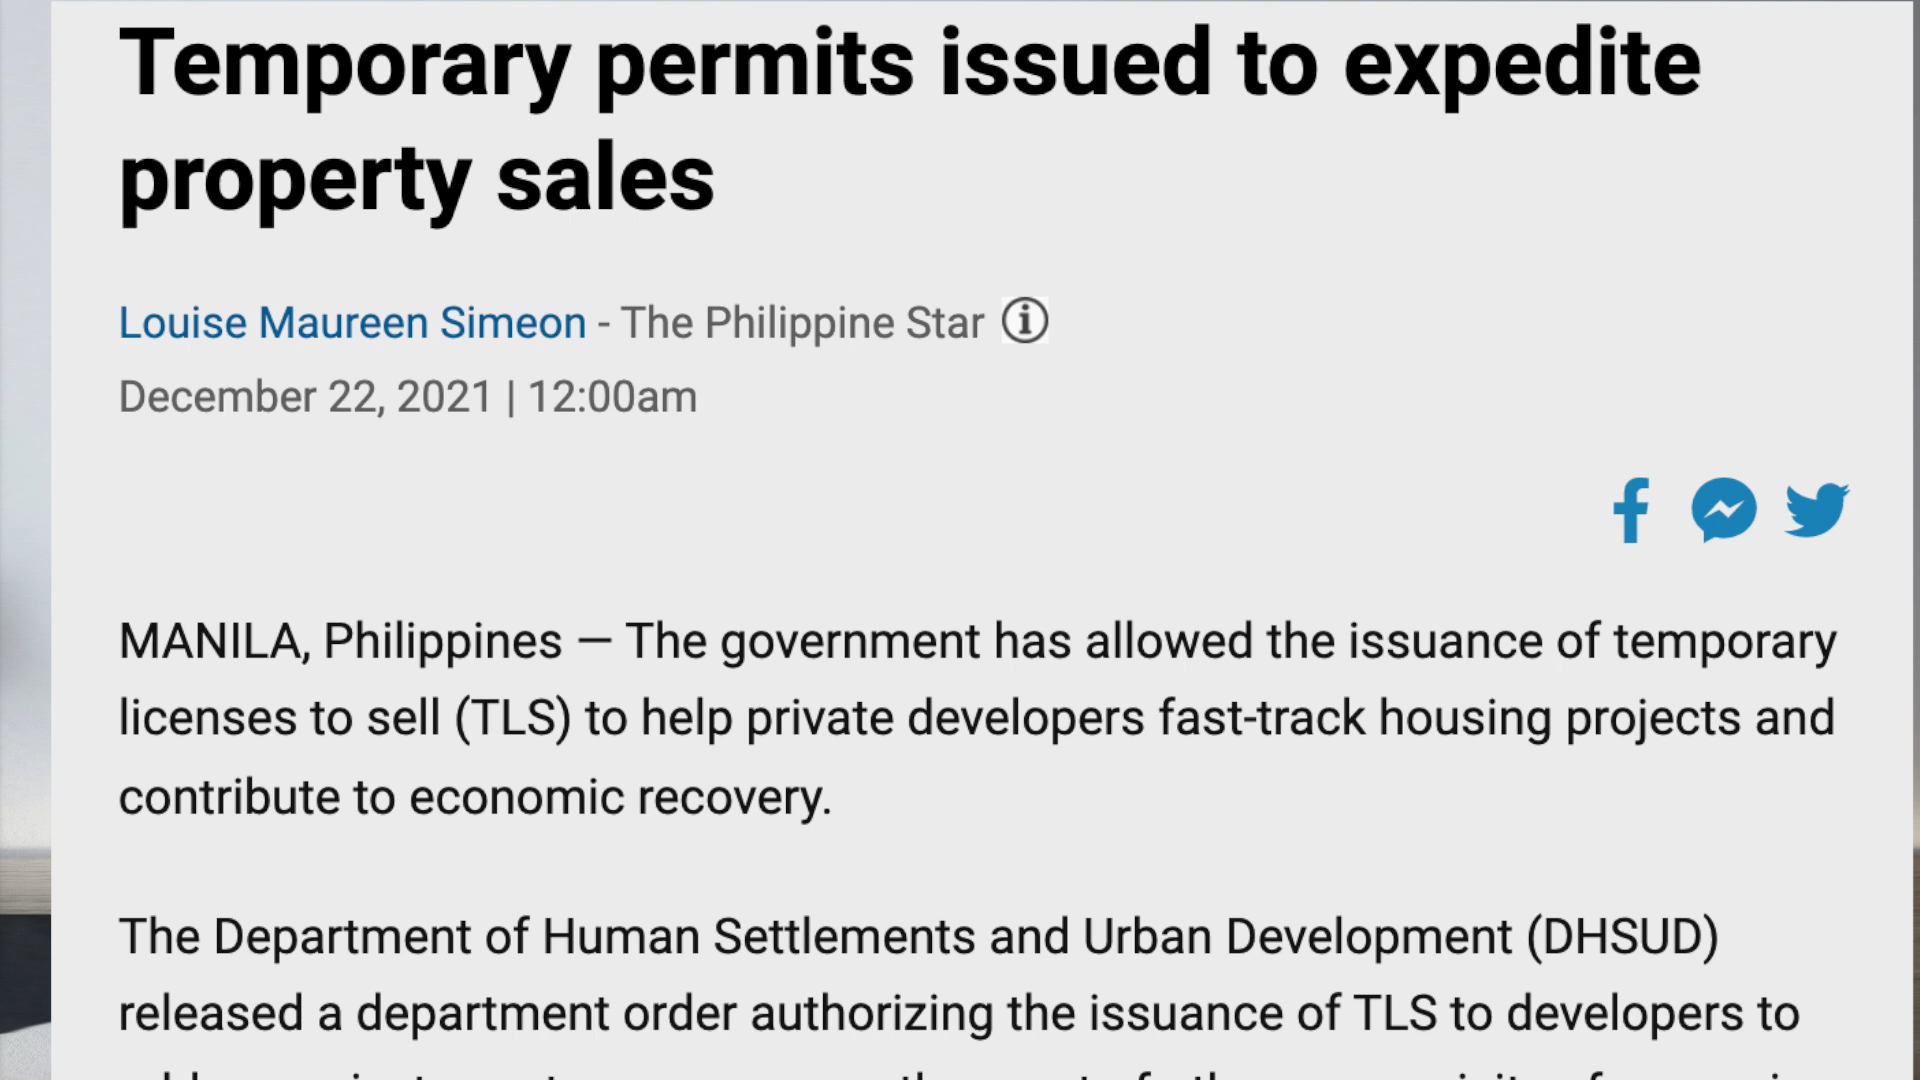 Temporary permits issued to expedite
property sales
Louise Maureen Simeon - The Philippine Star
December 22, 2021 | 12:00am
MANILA, Philippines — The government has allowed the issuance of temporary
licenses to sell (TLS) to help private developers fast-track housing projects and
contribute to economic recovery.
The Department of Human Settlements and Urban Development (DHSUD)
released a department order authorizing the issuance of TLS to developers to